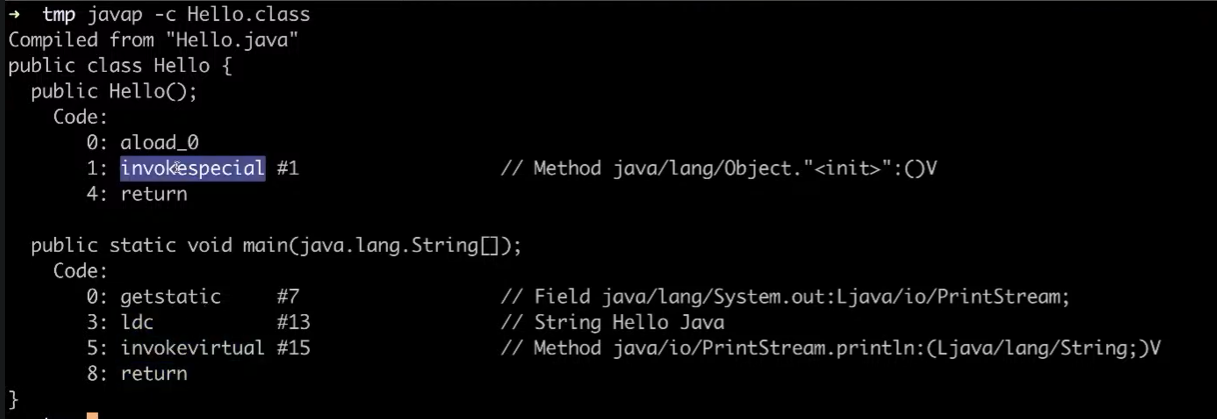 →  tmp javap -c Hello.class
Compiled from "Hello.java"
public class Hello {
  public Hello();
    Code:
       0: aload_0
       1: invokespecial #1                  // Method java/lang/Object."<init>":()V
       4: return

  public static void main(java.lang.String[]);
    Code:
       0: getstatic     #7                  // Field java/lang/System.out:Ljava/io/PrintStream;
       3: ldc           #13                 // String Hello Java
       5: invokevirtual #15                 // Method java/io/PrintStream.println:(Ljava/lang/String;)V
       8: return
}